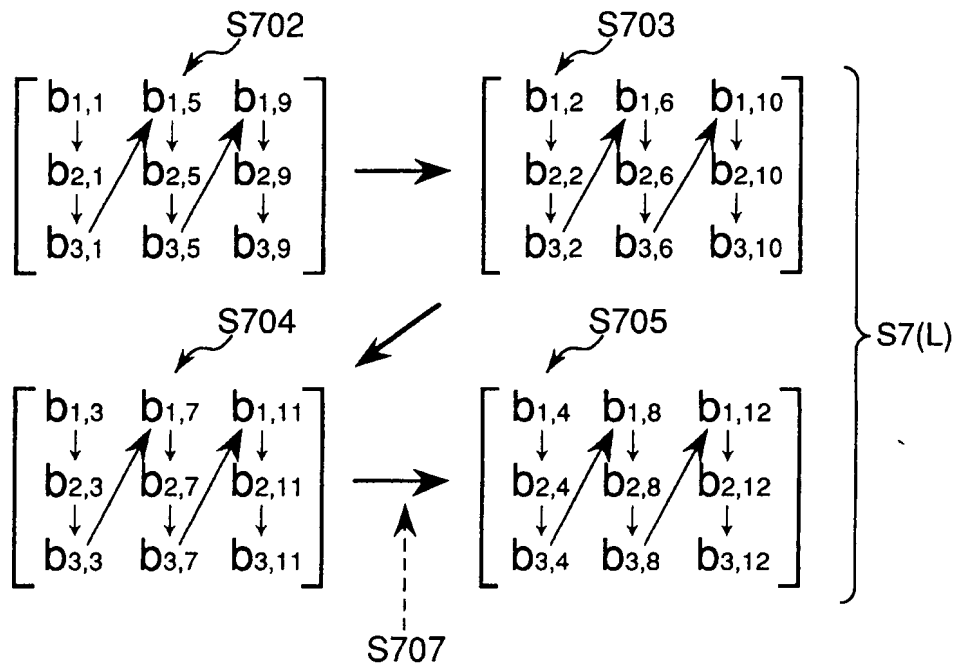 S702
S703
b1,1 b1,5 b1,9
b2,1 b2,5 b2,9
b3,1 b3,5 b3,9
b1,2 b1,6 b1,10
b2,2 b2,6 b2,10
b3,2 b3,6 b3,10
S7(L)
S704
S705
b1,3 b1,7 b1,11
b2,3 b2,7 b2,11
b3,3 b3,7 b3,11
b1,4 b1,8 b1,12
b2,4 b2,8 b2,12
b3,4 b3,8 b3,12
S707